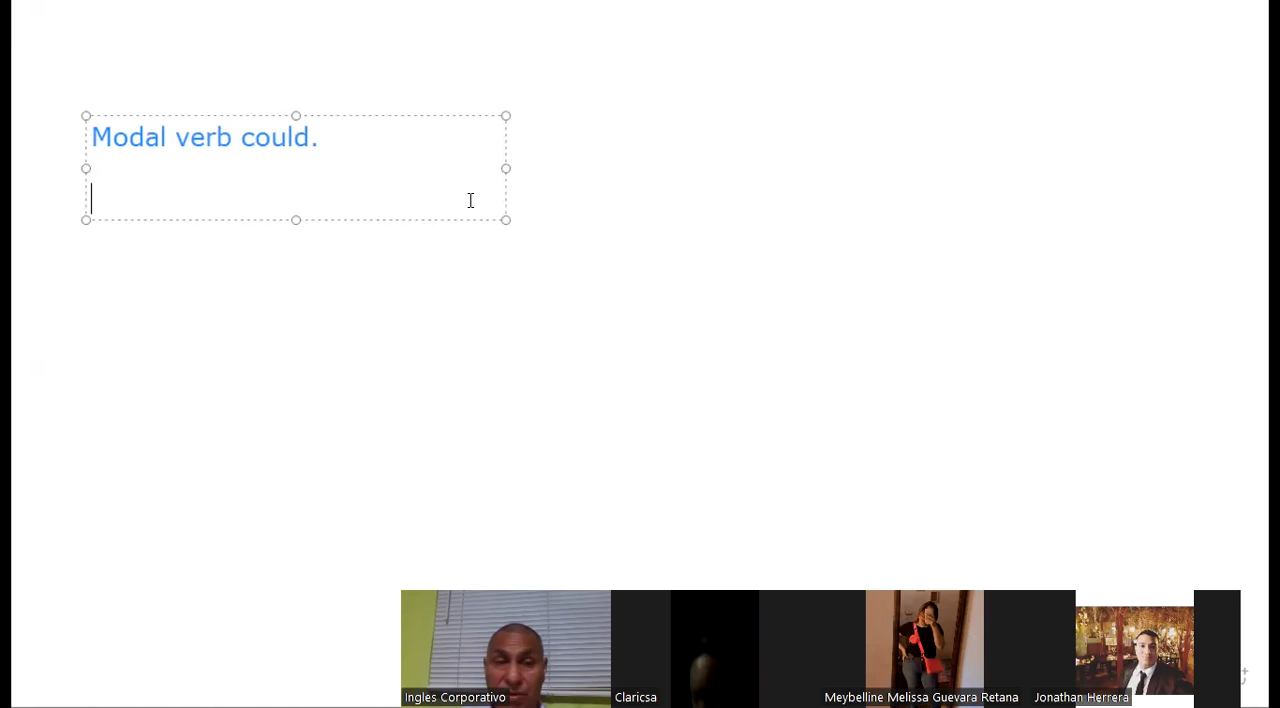 Modal verb could.
Ingles Corporativo
Claricsa
Meybelline Melissa Guevara Retana
Jonathan Herrera